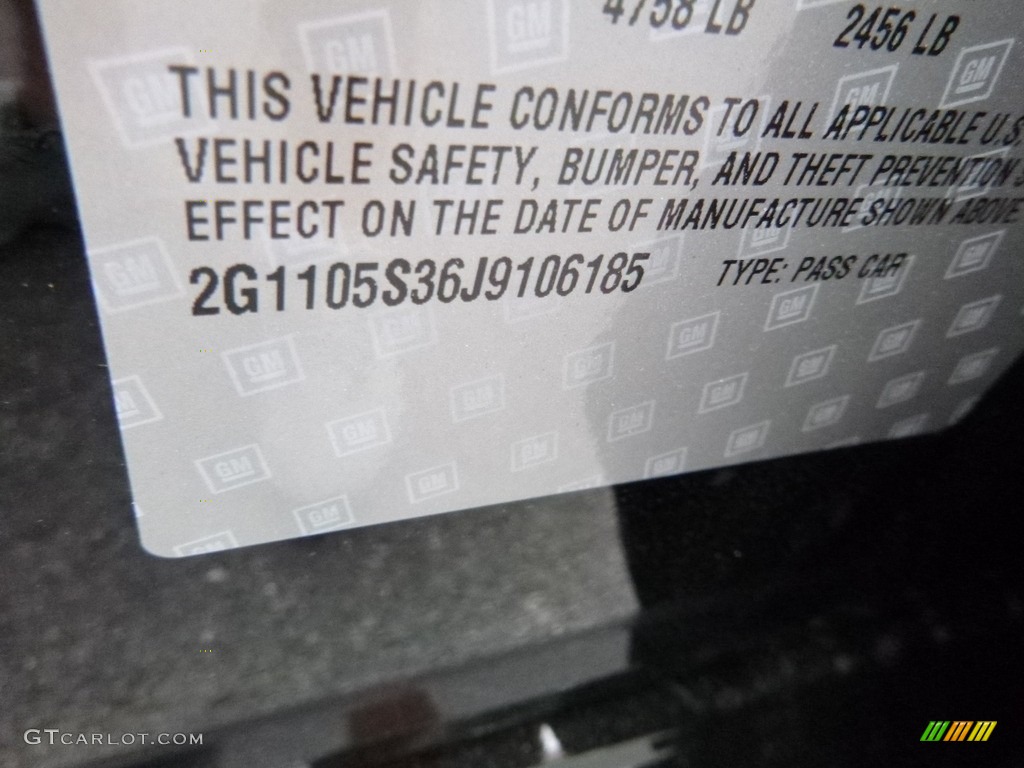 4758 LB 2456 LB
THIS VEHICLE CONFORMS TO ALL APPLICABLE U.S.
VEHICLE SAFETY, BUMPER, AND THEFT PREVENTION
EFFECT ON THE DATE OF MANUFACTURE SHOWN ABOVE
2G1105S36J9106185 TYPE: PASS CAR
GTCARLOT.COM